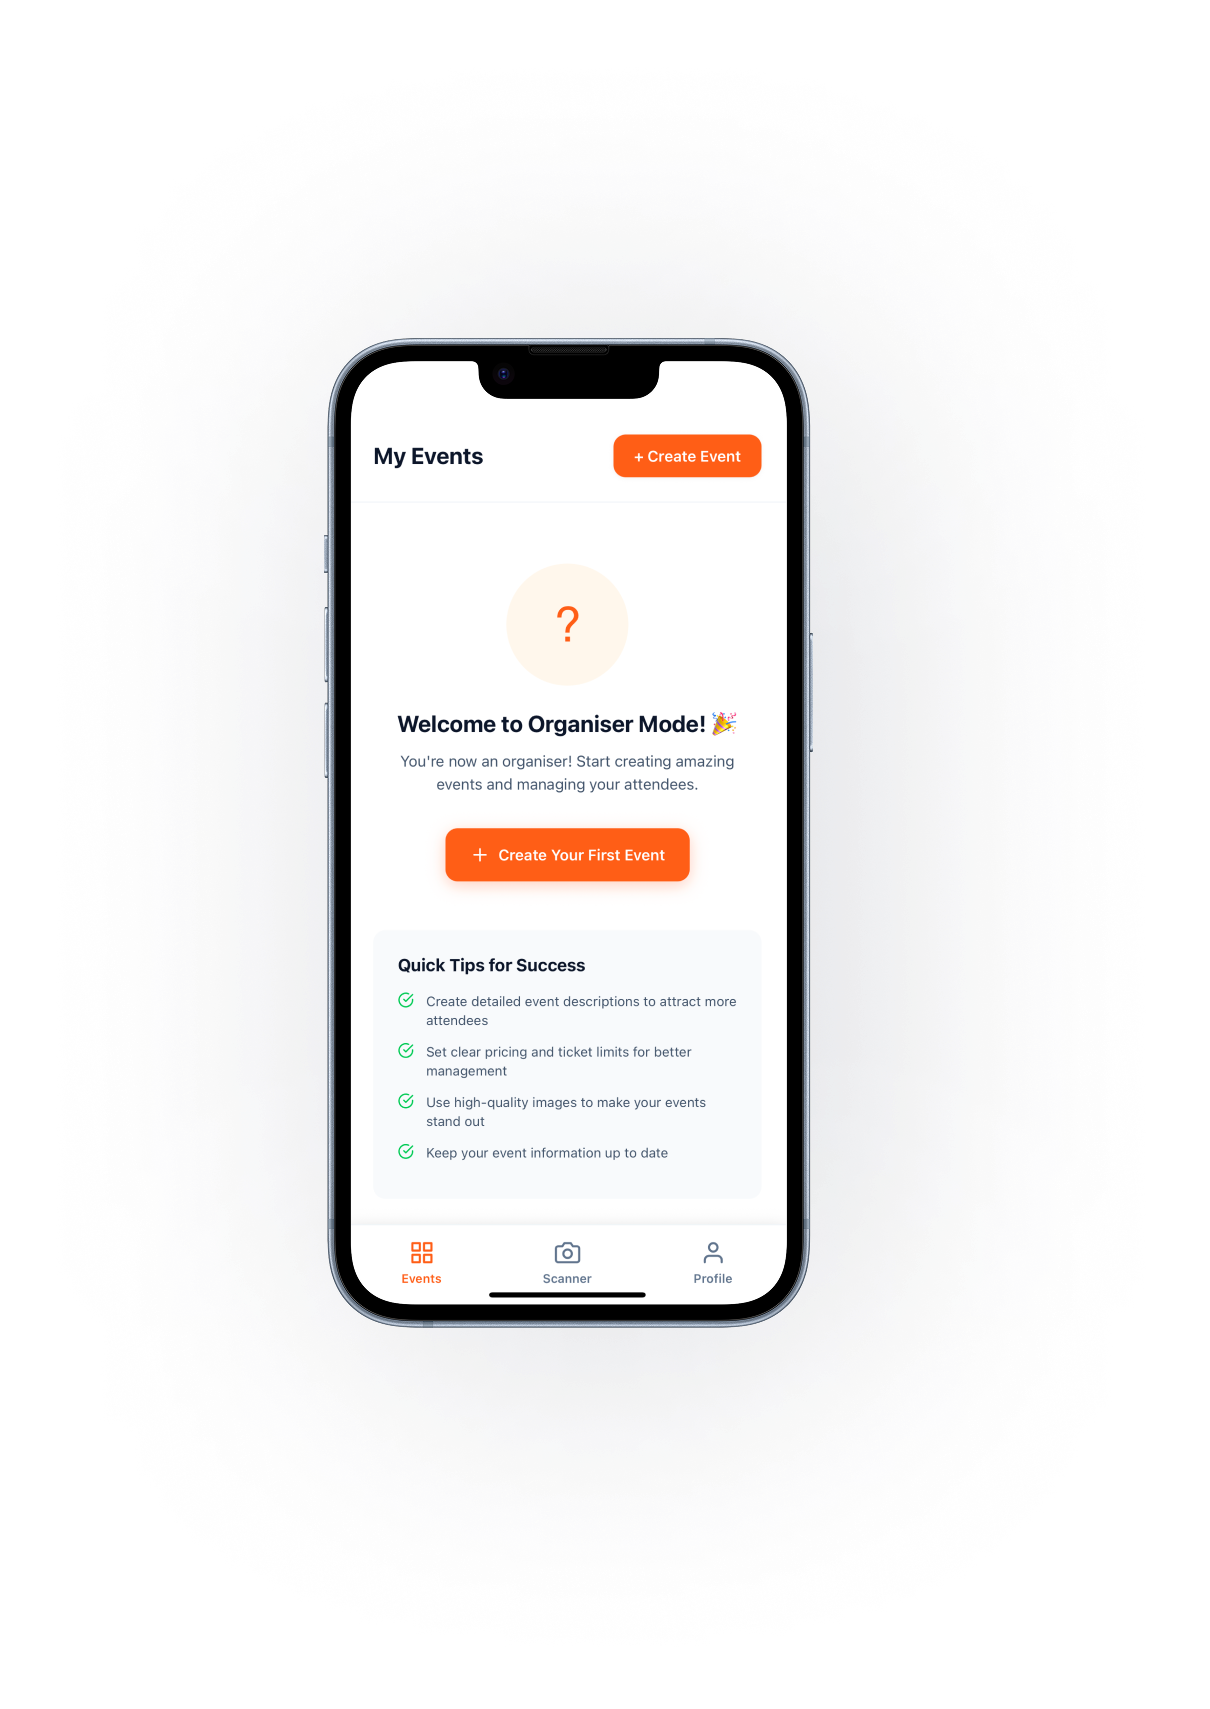 My Events
+ Create Event
?
Welcome to Organiser Mode! 🎉
You're now an organiser! Start creating amazing
events and managing your attendees.
+ Create Your First Event
Quick Tips for Success
Create detailed event descriptions to attract more
attendees
Set clear pricing and ticket limits for better
management
Use high-quality images to make your events
stand out
Keep your event information up to date
Events
Scanner
Profile